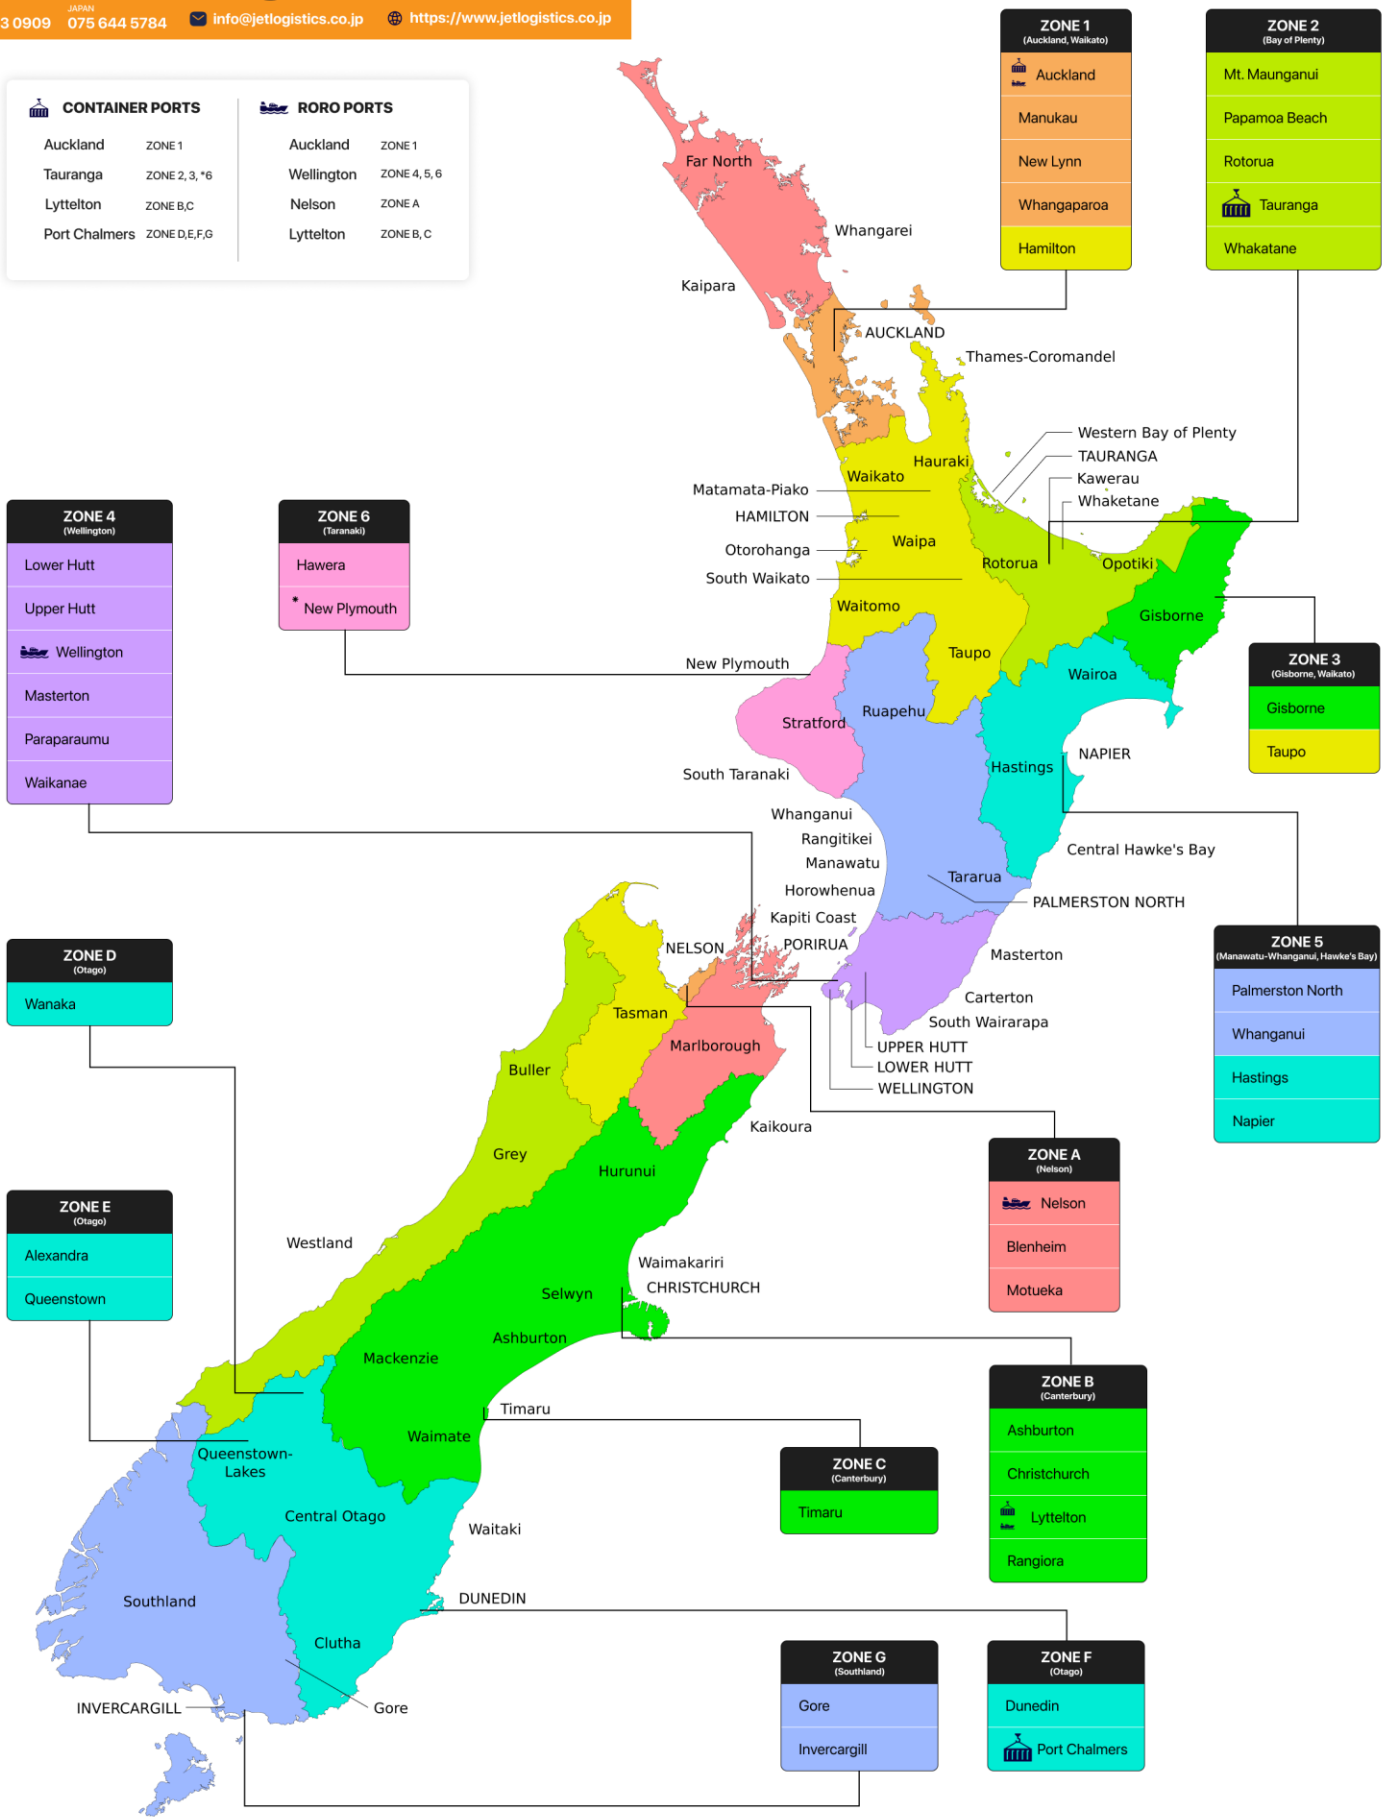 JAPAN
3 0909 075 644 5784 info@jetlogistics.co.jp https://www.jetlogistics.co.jp
CONTAINER PORTS
Auckland ZONE 1
Tauranga ZONE 2, 3, *6
Lyttelton ZONE B,C
Port Chalmers ZONE D,E,F,G
RORO PORTS
Auckland ZONE 1
Wellington ZONE 4, 5, 6
Nelson ZONE A
Lyttelton ZONE B, C
ZONE 1
(Auckland, Waikato)
Auckland
Manukau
New Lynn
Whangaparoa
Hamilton
ZONE 2
(Bay of Plenty)
Mt. Maunganui
Papamoa Beach
Rotorua
Tauranga
Whakatane
Far North
Whangarei
Kaipara
AUCKLAND
Thames-Coromandel
Western Bay of Plenty
TAURANGA
Kawerau
Whaketane
Hauraki
Waikato
Matamata-Piako
HAMILTON
Waipa
Otorohanga
South Waikato
Rotorua
Opotiki
Waitomo
Gisborne
Taupo
Wairoa
New Plymouth
Ruapehu
Stratford
South Taranaki
Hastings
NAPIER
Whanganui
Rangitikei
Manawatu
Horowhenua
Tararua
Central Hawke's Bay
PALMERSTON NORTH
Kapiti Coast
PORIRUA
Masterton
Carterton
South Wairarapa
UPPER HUTT
LOWER HUTT
WELLINGTON
ZONE 4
(Wellington)
Lower Hutt
Upper Hutt
Wellington
Masterton
Paraparaumu
Waikanae
ZONE 6
(Taranaki)
Hawera
* New Plymouth
ZONE 3
(Gisborne, Waikato)
Gisborne
Taupo
ZONE 5
(Manawatu-Whanganui, Hawke's Bay)
Palmerston North
Whanganui
Hastings
Napier
NELSON
Tasman
Marlborough
Buller
Kaikoura
Grey
Hurunui
Westland
Waimakariri
CHRISTCHURCH
Selwyn
Ashburton
Mackenzie
Timaru
Waimate
Queenstown-
Lakes
Central Otago
Waitaki
DUNEDIN
Southland
Clutha
Gore
INVERCARGILL
ZONE D
(Otago)
Wanaka
ZONE E
(Otago)
Alexandra
Queenstown
ZONE A
(Nelson)
Nelson
Blenheim
Motueka
ZONE B
(Canterbury)
Ashburton
Christchurch
Lyttelton
Rangiora
ZONE C
(Canterbury)
Timaru
ZONE G
(Southland)
Gore
Invercargill
ZONE F
(Otago)
Dunedin
Port Chalmers